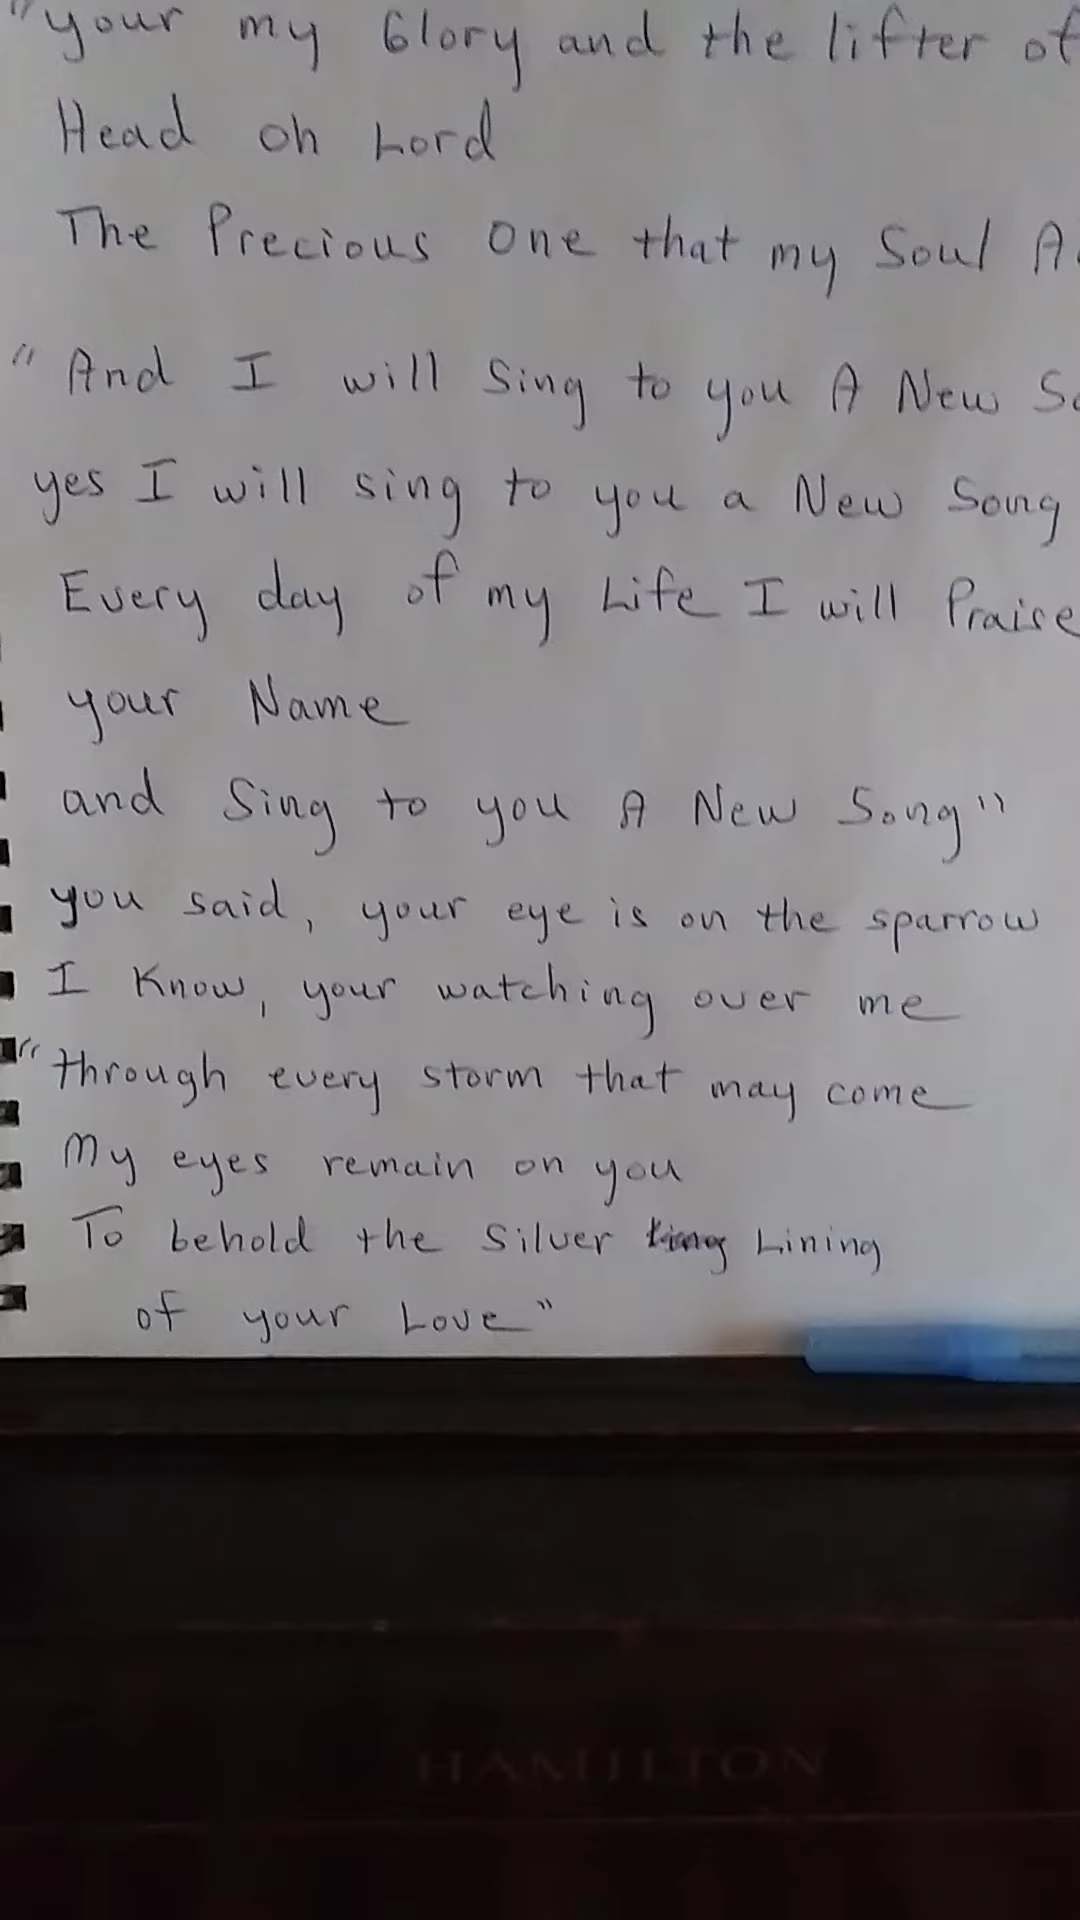 "your my Glory and the lifter of
Head oh Lord
The Precious One that my Soul
"And I will Sing to you A New
yes I will sing to you a New Song
Every day of my Life I will Praise
your Name
and Sing to you A New Song"
you said, your eye is on the sparrow
I Know, your watching over me
"through every storm that may come
My eyes remain on you
To behold the Silver Lining
of your Love"
HAMILTON